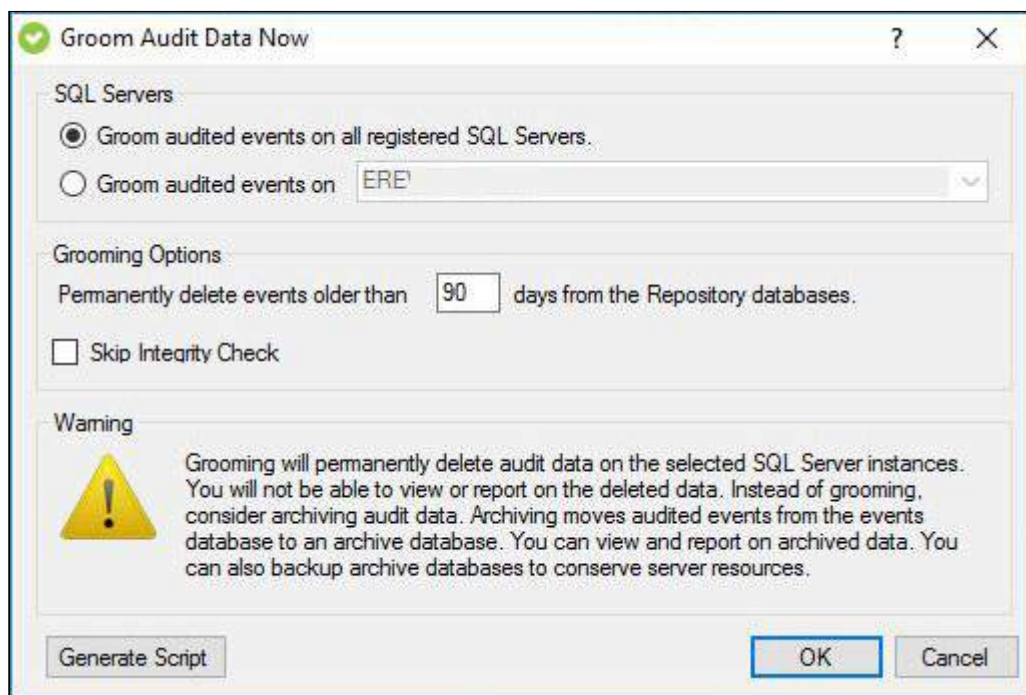 Groom Audit Data Now
?
SQL Servers
Groom audited events on all registered SQL Servers.
Groom audited events on ERE\
Grooming Options
Permanently delete events older than 90 days from the Repository databases.
Skip Integrity Check
Warning
Grooming will permanently delete audit data on the selected SQL Server instances.
You will not be able to view or report on the deleted data. Instead of grooming,
consider archiving audit data. Archiving moves audited events from the events
database to an archive database. You can view and report on archived data. You
can also backup archive databases to conserve server resources.
Generate Script
OK
Cancel